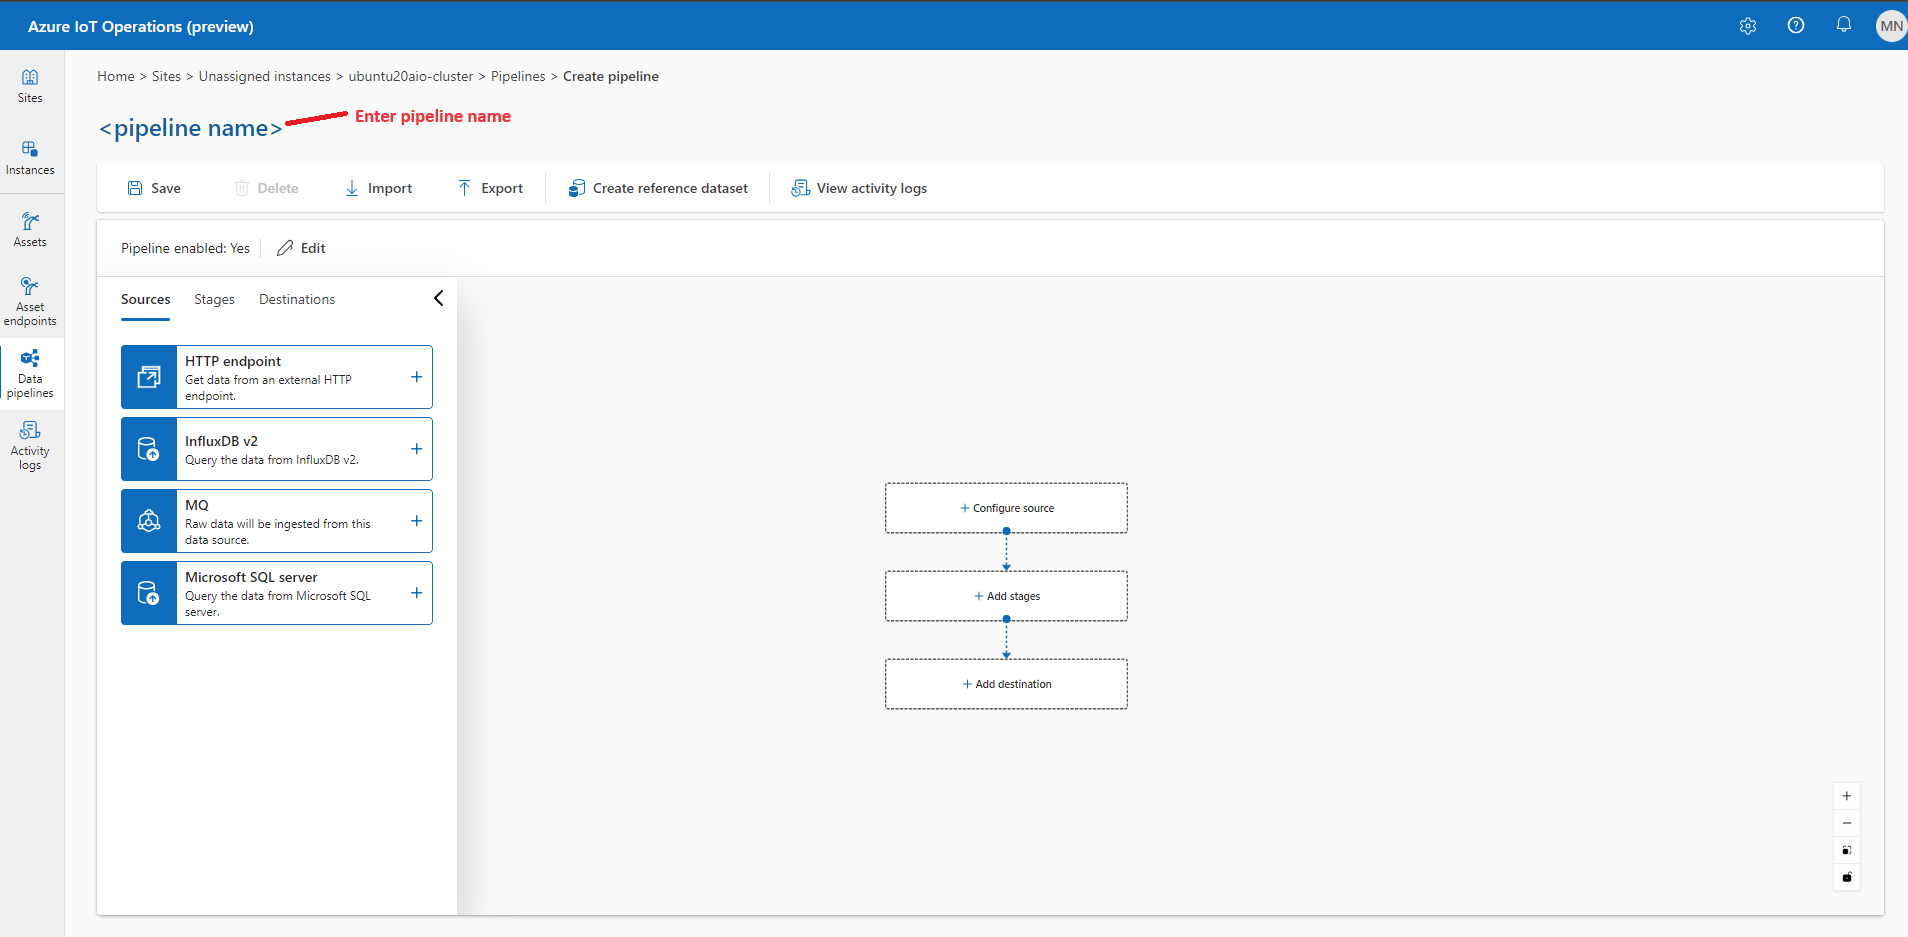 Azure IoT Operations (preview)
MN
Sites
Instances
Assets
Asset
endpoints
Data
pipelines
Activity
logs
Home > Sites > Unassigned instances > ubuntu20aio-cluster > Pipelines > Create pipeline
<pipeline name>
Enter pipeline name
Save
Delete
Import
Export
Create reference dataset
View activity logs
Pipeline enabled: Yes
Edit
Sources
Stages
Destinations
HTTP endpoint
Get data from an external HTTP
endpoint.
InfluxDB v2
Query the data from InfluxDB v2.
MQ
Raw data will be ingested from this
data source.
Microsoft SQL server
Query the data from Microsoft SQL
server.
+ Configure source
+ Add stages
+ Add destination